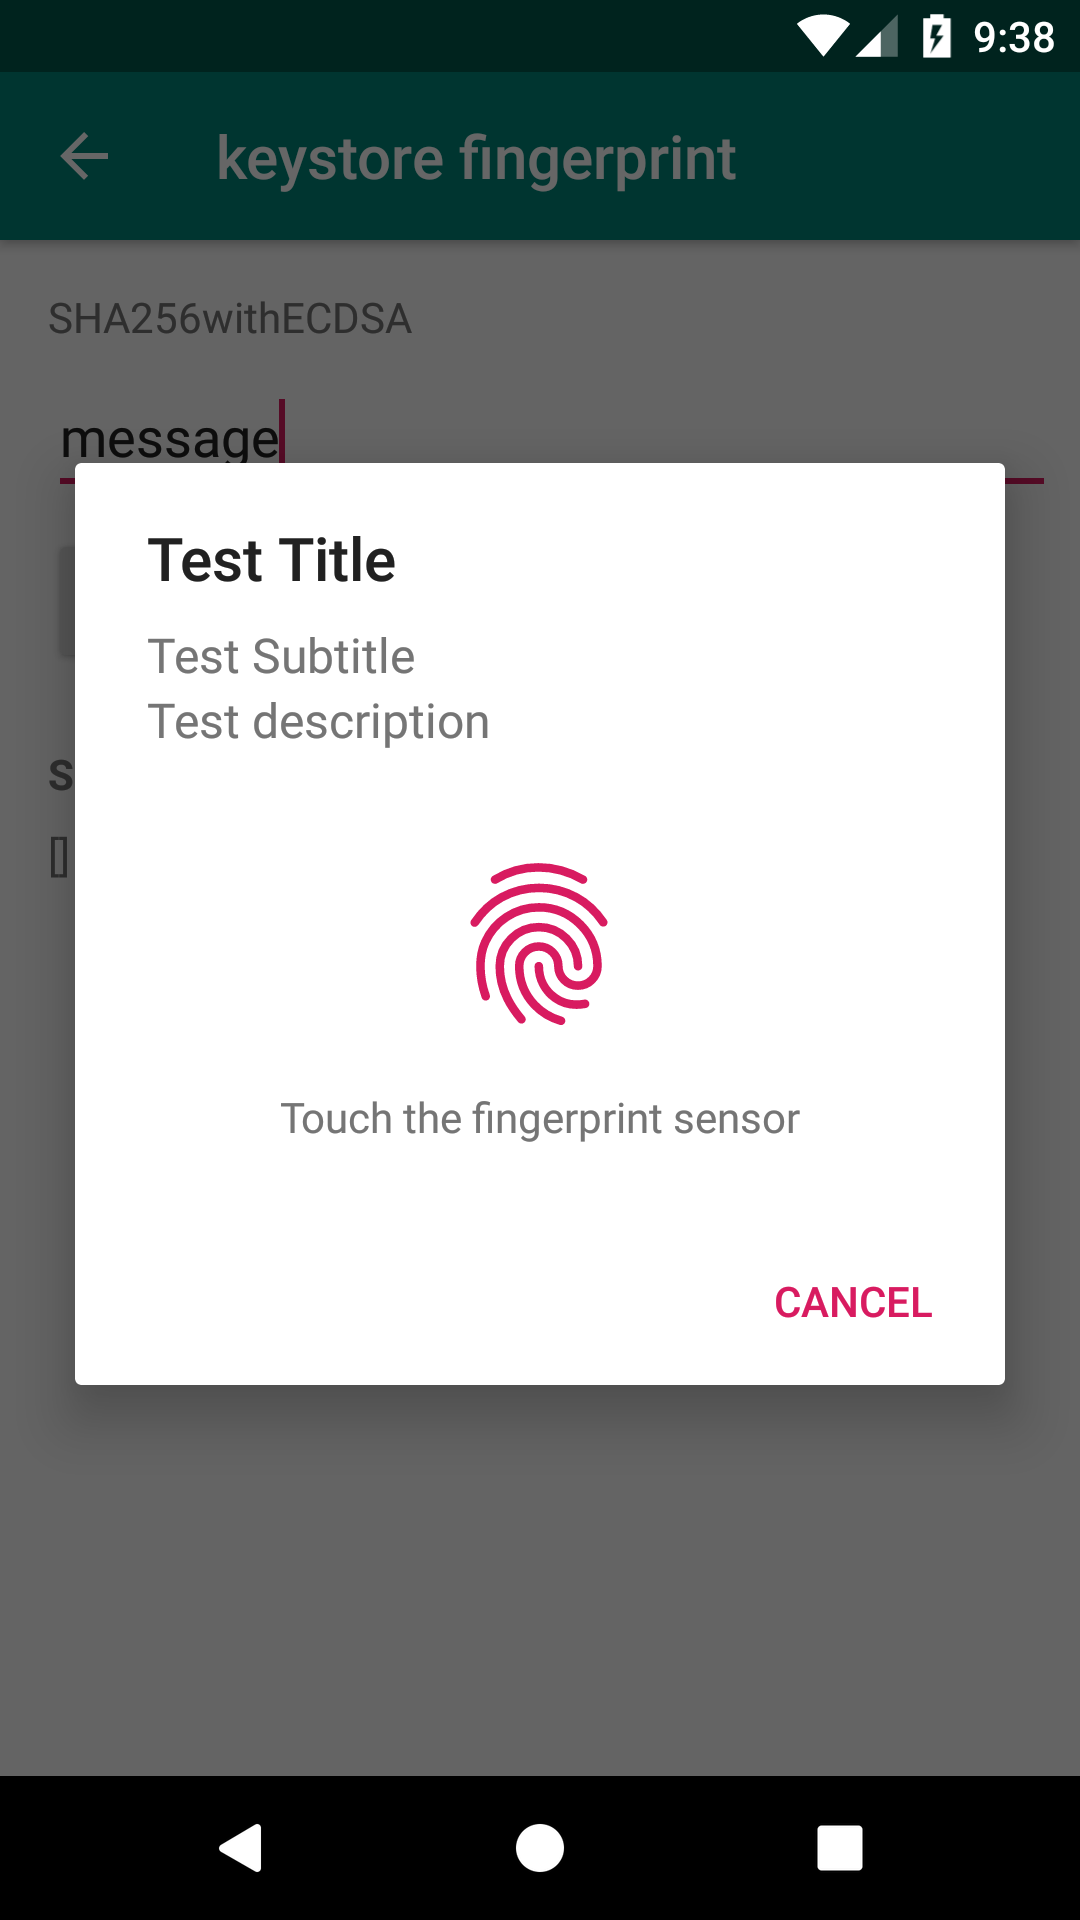 9:38
keystore fingerprint
SHA256withECDSA
message
Test Title
Test Subtitle
Test description
Touch the fingerprint sensor
CANCEL